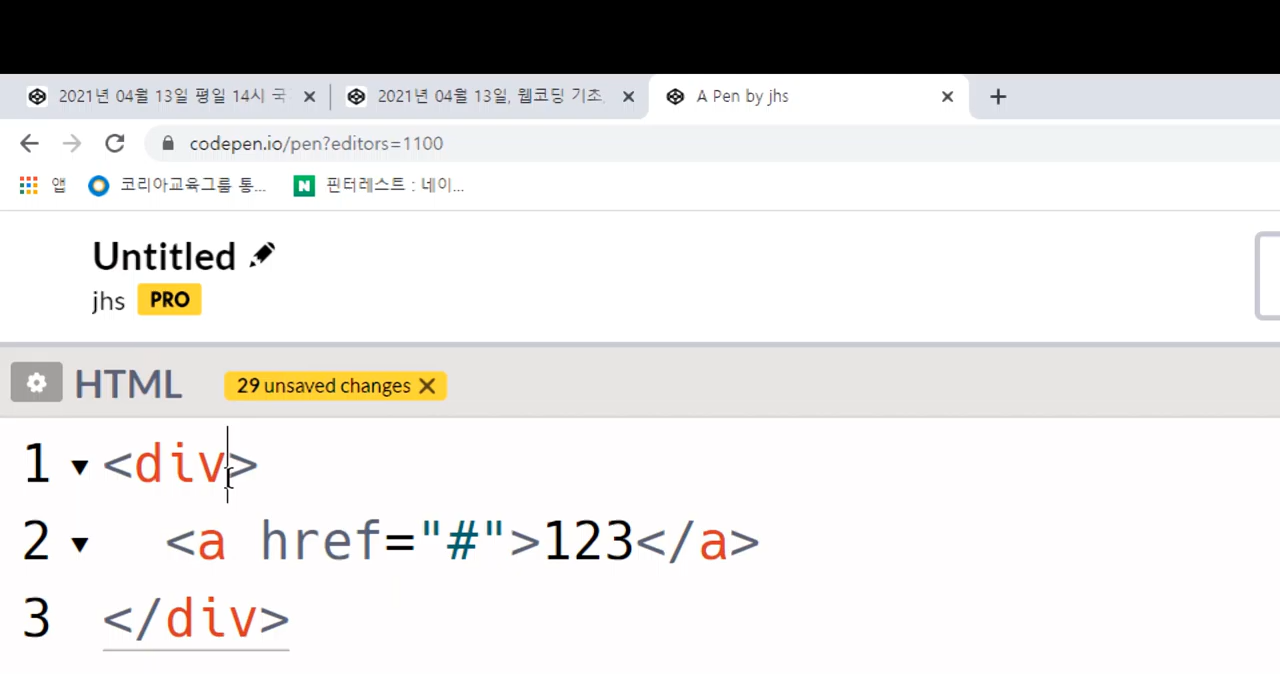 2021년 04월 13일 평일 14시 국
2021년 04월 13일, 웹코딩 기초.
A Pen by jhs
codepen.io/pen?editors=1100
앱
코리아교육그룹 통...
N
핀터레스트 : 네이...
Untitled
jhs PRO
HTML
29 unsaved changes
1 <div>
2 <a href="#">123</a>
3 </div>